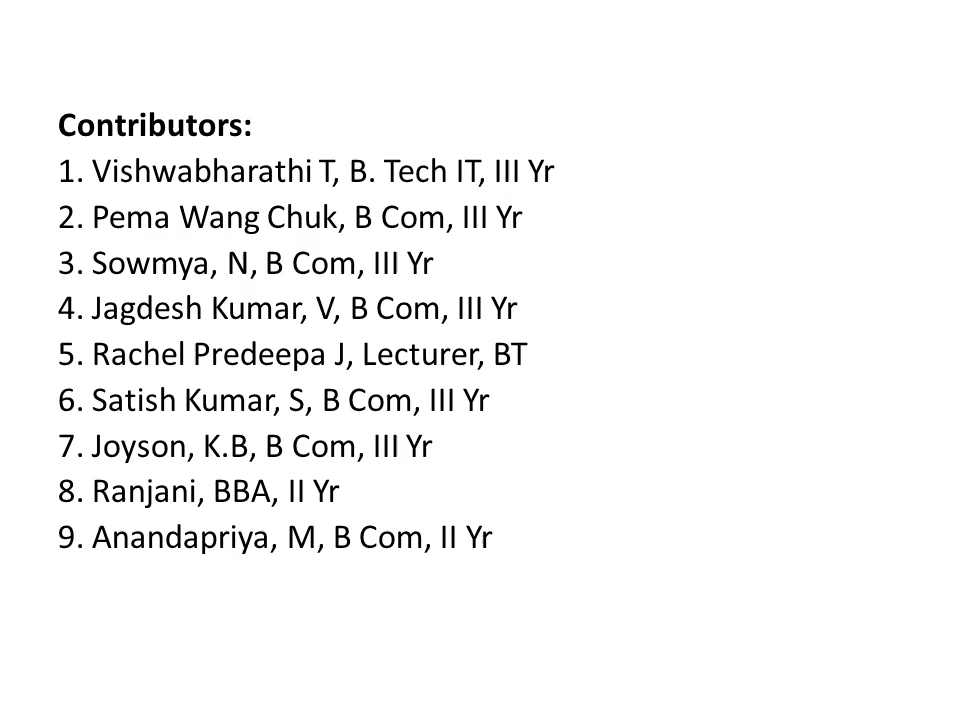 Contributors:
1. Vishwabharathi T, B. Tech IT, III Yr
2. Pema Wang Chuk, B Com, III Yr
3. Sowmya, N, B Com, III Yr
4. Jagdesh Kumar, V, B Com, III Yr
5. Rachel Predeepa J, Lecturer, BT
6. Satish Kumar, S, B Com, III Yr
7. Joyson, K.B, B Com, III Yr
8. Ranjani, BBA, II Yr
9. Anandapriya, M, B Com, II Yr